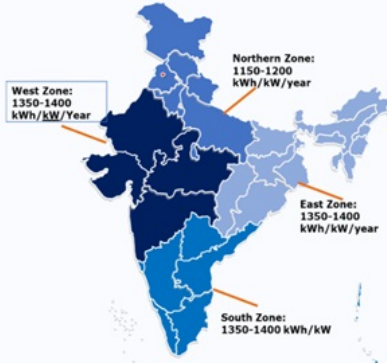 Northern Zone:
1150-1200
kWh/kW/year
West Zone:
1350-1400
kWh/kW/Year
East Zone:
1350-1400
kWh/kW/year
South Zone:
1350-1400 kWh/kW